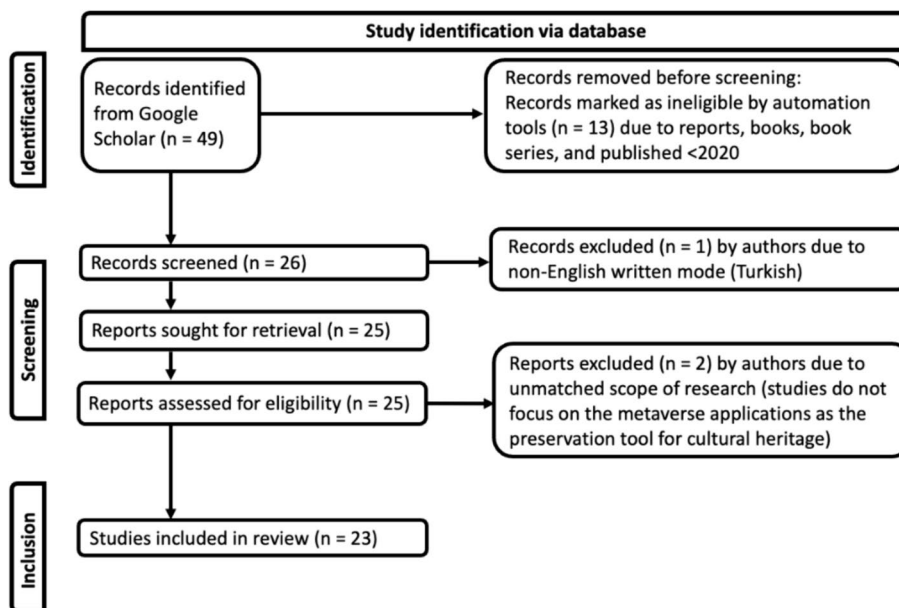 Study identification via database
Identification
Records identified
from Google
Scholar (n = 49)
Records removed before screening:
Records marked as ineligible by automation
tools (n = 13) due to reports, books, book
series, and published <2020
Screening
Records screened (n = 26)
Records excluded (n = 1) by authors due to
non-English written mode (Turkish)
Reports sought for retrieval (n = 25)
Reports assessed for eligibility (n = 25)
Reports excluded (n = 2) by authors due to
unmatched scope of research (studies do not
focus on the metaverse applications as the
preservation tool for cultural heritage)
Inclusion
Studies included in review (n = 23)